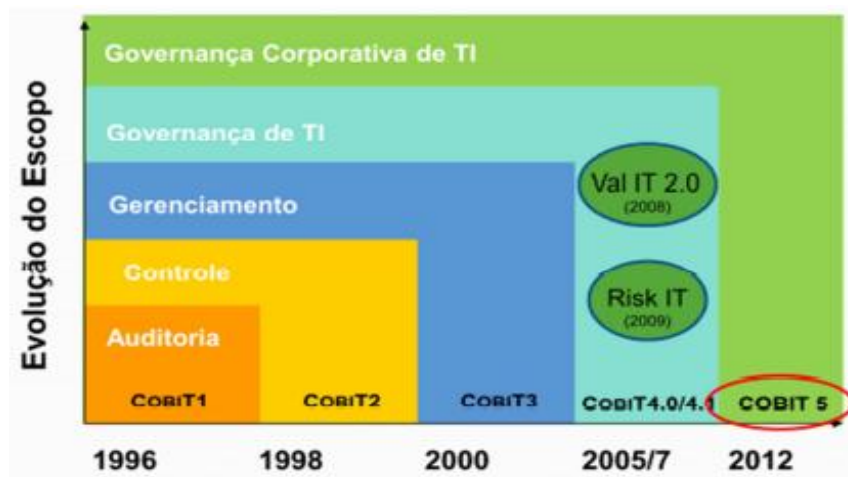 Evolução do Escopo
Governança Corporativa de TI
Governança de TI
Gerenciamento
Controle
Auditoria
Val IT 2.0
(2008)
Risk IT
(2009)
COBIT1
COBIT2
COBIT3
COBIT4.0/4.1
COBIT 5
1996
1998
2000
2005/7
2012